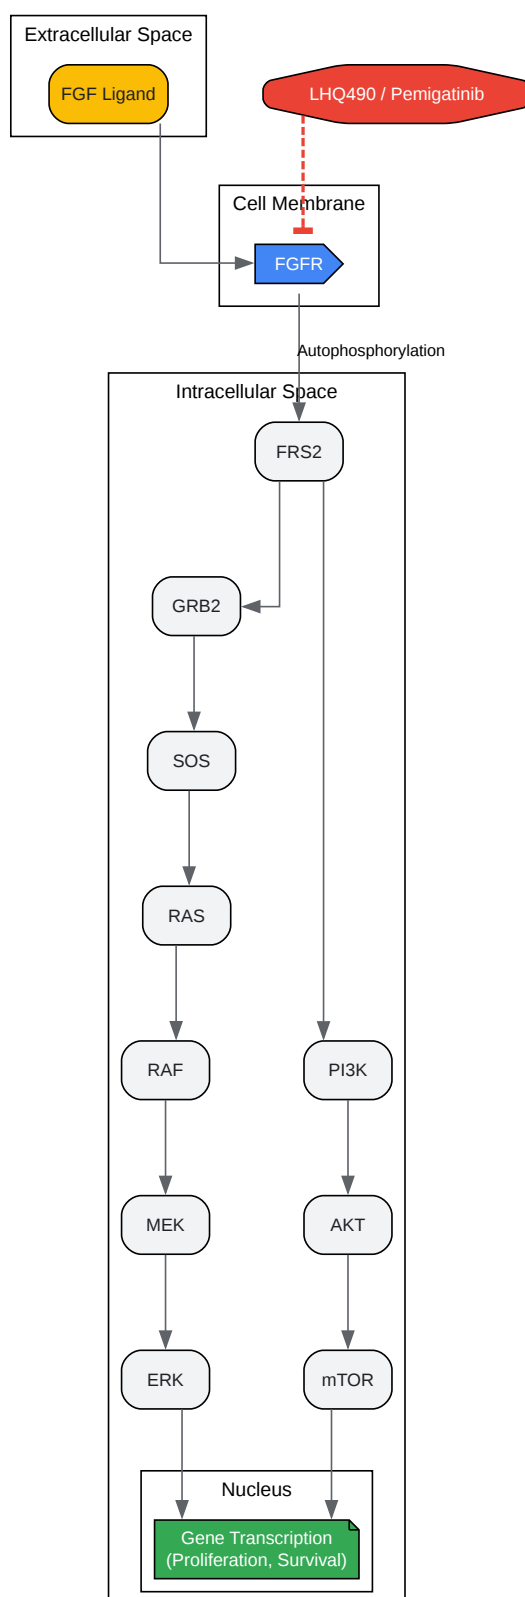 Extracellular Space
FGF Ligand
LHQ490 / Pemigatinib
Cell Membrane
FGFR
Autophosphorylation
Intracellular Space
FRS2
GRB2
SOS
RAS
RAF
PI3K
MEK
AKT
ERK
mTOR
Nucleus
Gene Transcription
(Proliferation, Survival)